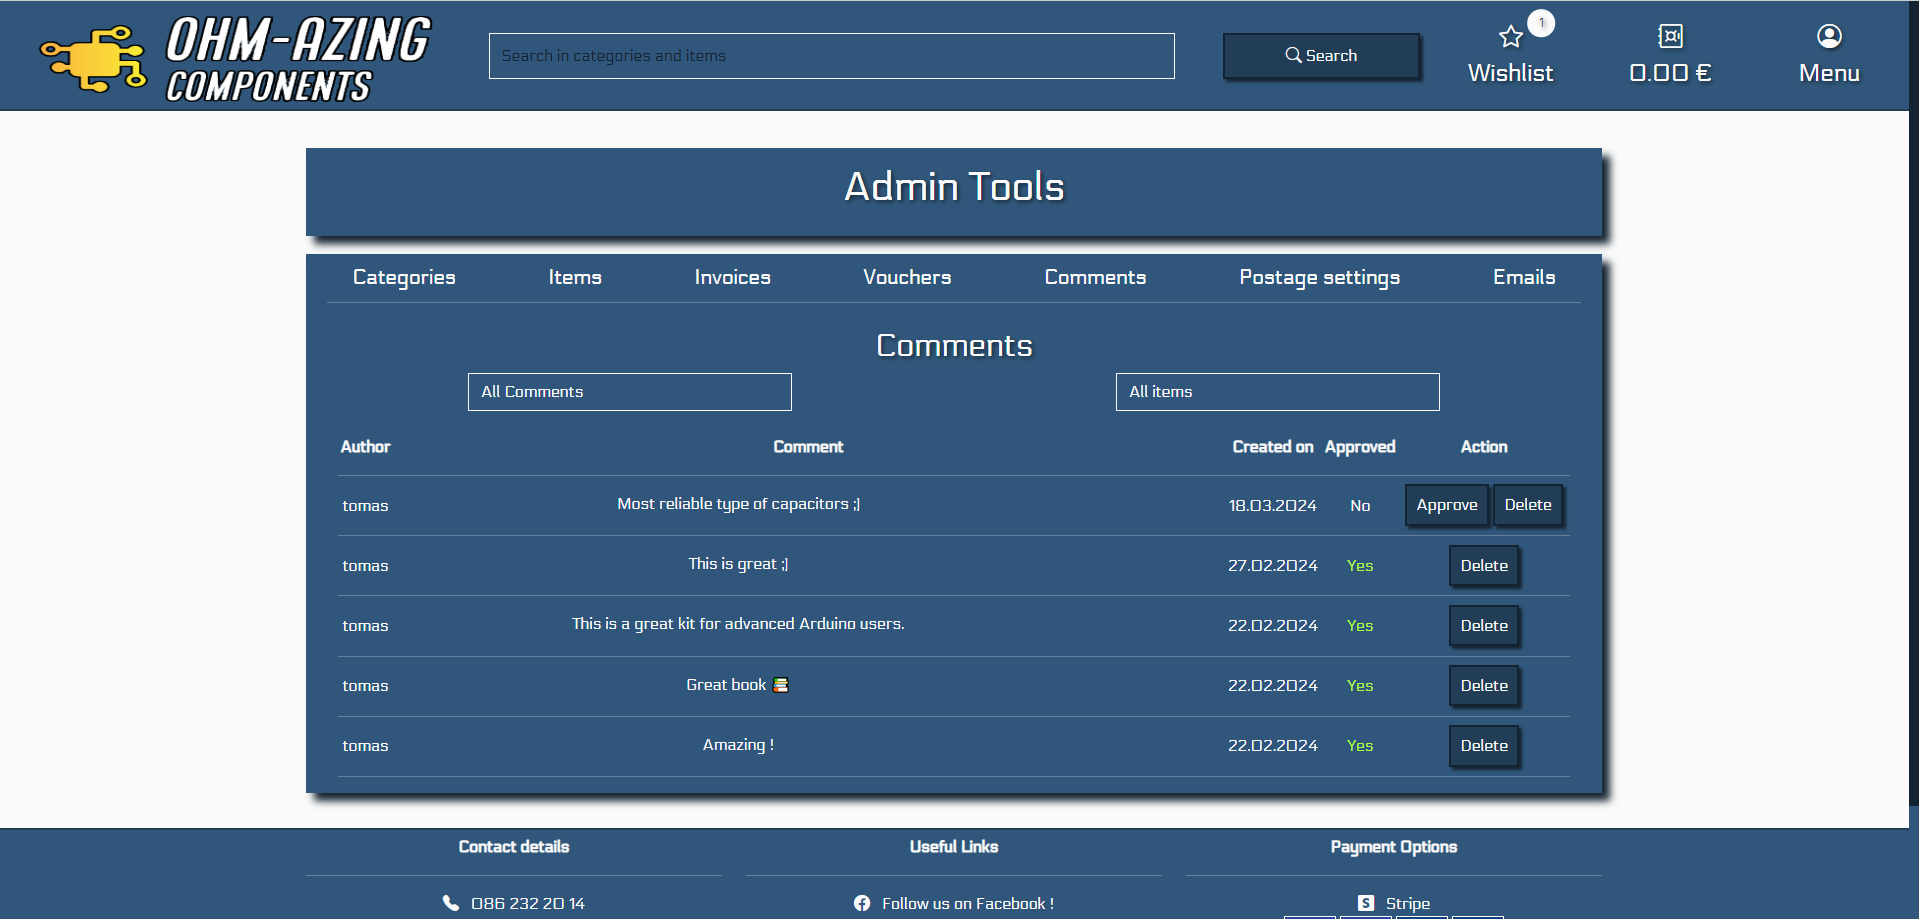 OHM-AZING
COMPONENTS
Search in categories and items
Search
1
Wishlist
0.00 €
Menu
Admin Tools
Categories Items Invoices Vouchers Comments Postage settings Emails
Comments
All Comments All items
Author Comment Created on Approved Action
tomas Most reliable type of capacitors ;) 18.03.2024 No Approve Delete
tomas This is great ;) 27.02.2024 Yes Delete
tomas This is a great kit for advanced Arduino users. 22.02.2024 Yes Delete
tomas Great book 📚 22.02.2024 Yes Delete
tomas Amazing ! 22.02.2024 Yes Delete
Contact details Useful Links Payment Options
086 232 20 14 Follow us on Facebook ! S Stripe